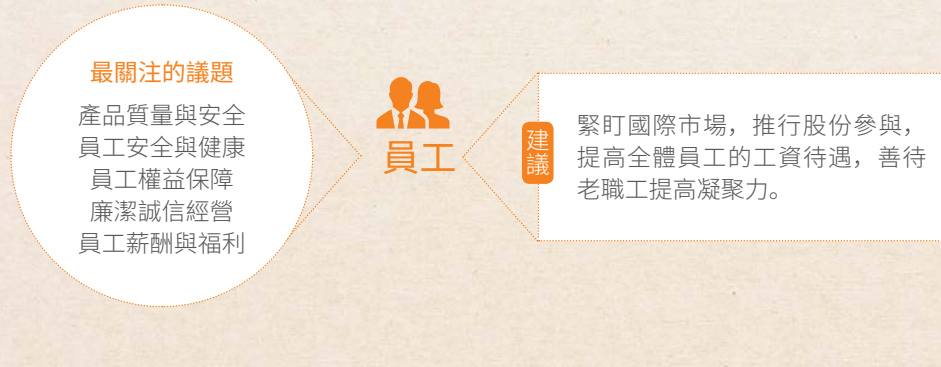 最關注的議題
產品質量與安全
員工安全與健康
員工權益保障
廉潔誠信經營
員工薪酬與福利
員工
建議
緊盯國際市場，推行股份參與，
提高全體員工的工資待遇，善待
老職工提高凝聚力。